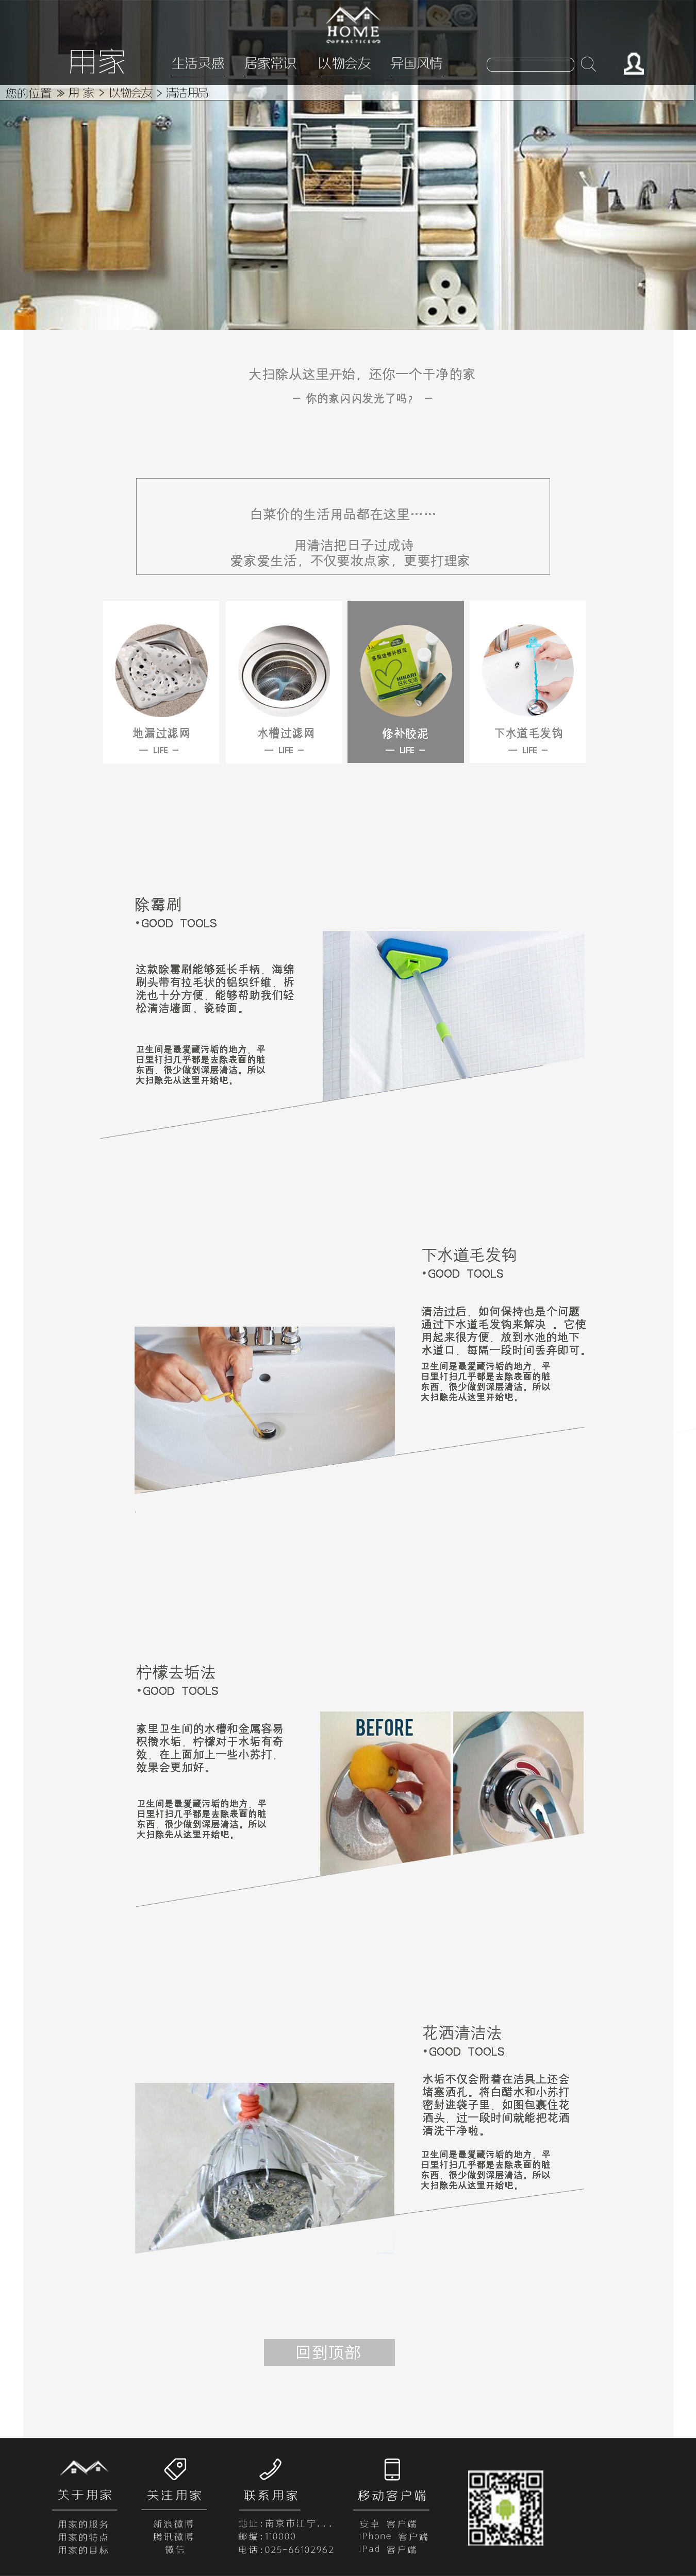 HOME
PRACTICE
用家
生活灵感 居家常识 以物会友 异国风情
您的位置 » 用 家 > 以物会友 > 清洁用品
大扫除从这里开始，还你一个干净的家
— 你的家闪闪发光了吗？ —
白菜价的生活用品都在这里……
用清洁把日子过成诗
爱家爱生活，不仅要妆点家，更要打理家
HIKARI
地漏过滤网
— LIFE —
水槽过滤网
— LIFE —
修补胶泥
— LIFE —
下水道毛发钩
— LIFE —
除霉刷
•GOOD TOOLS
这款除霉刷能够延长手柄，海绵
刷头带有拉毛状的铝织纤维，拆
洗也十分方便，能够帮助我们轻
松清洁墙面、瓷砖面。
卫生间是最爱藏污垢的地方，平
日里打扫几乎都是去除表面的脏
东西，很少做到深层清洁。所以
大扫除先从这里开始吧。
下水道毛发钩
•GOOD TOOLS
清洁过后，如何保持也是个问题
通过下水道毛发钩来解决 。它使
用起来很方便，放到水池的地下
水道口，每隔一段时间丢弃即可。
卫生间是最爱藏污垢的地方，平
日里打扫几乎都是去除表面的脏
东西，很少做到深层清洁。所以
大扫除先从这里开始吧。
柠檬去垢法
•GOOD TOOLS
家里卫生间的水槽和金属容易
积攒水垢，柠檬对于水垢有奇
效，在上面加上一些小苏打，
效果会更加好。
卫生间是最爱藏污垢的地方，平
日里打扫几乎都是去除表面的脏
东西，很少做到深层清洁。所以
大扫除先从这里开始吧。
BEFORE
花洒清洁法
•GOOD TOOLS
水垢不仅会附着在洁具上还会
堵塞洒孔。将白醋水和小苏打
密封进袋子里，如图包裹住花
洒头，过一段时间就能把花洒
清洗干净啦。
卫生间是最爱藏污垢的地方，平
日里打扫几乎都是去除表面的脏
东西，很少做到深层清洁。所以
大扫除先从这里开始吧。
回到顶部
关于用家
用家的服务
用家的特点
用家的目标
关注用家
新浪微博
腾讯微博
微信
联系用家
地址:南京市江宁...
邮编:110000
电话:025-66102962
移动客户端
安卓 客户端
iPhone 客户端
iPad 客户端